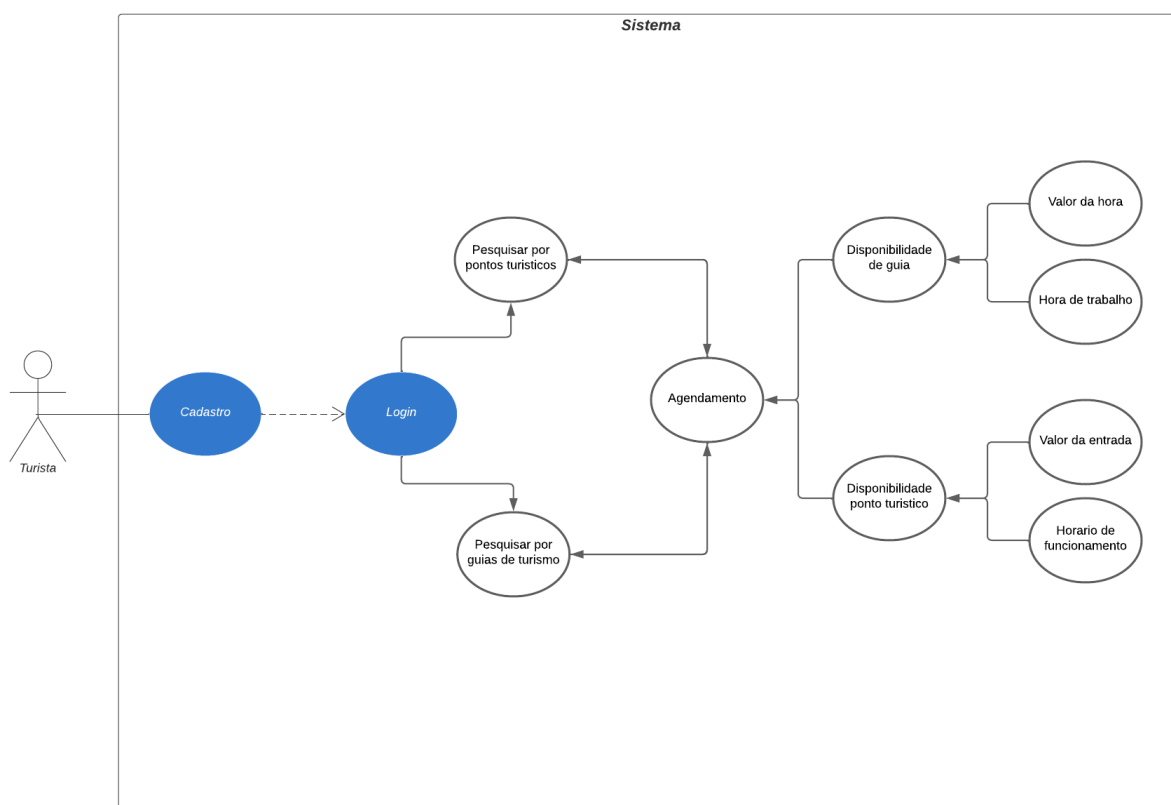 Sistema
Turista
Cadastro
Login
Pesquisar por
pontos turisticos
Pesquisar por
guias de turismo
Agendamento
Disponibilidade
de guia
Disponibilidade
ponto turistico
Valor da hora
Hora de trabalho
Valor da entrada
Horario de
funcionamento